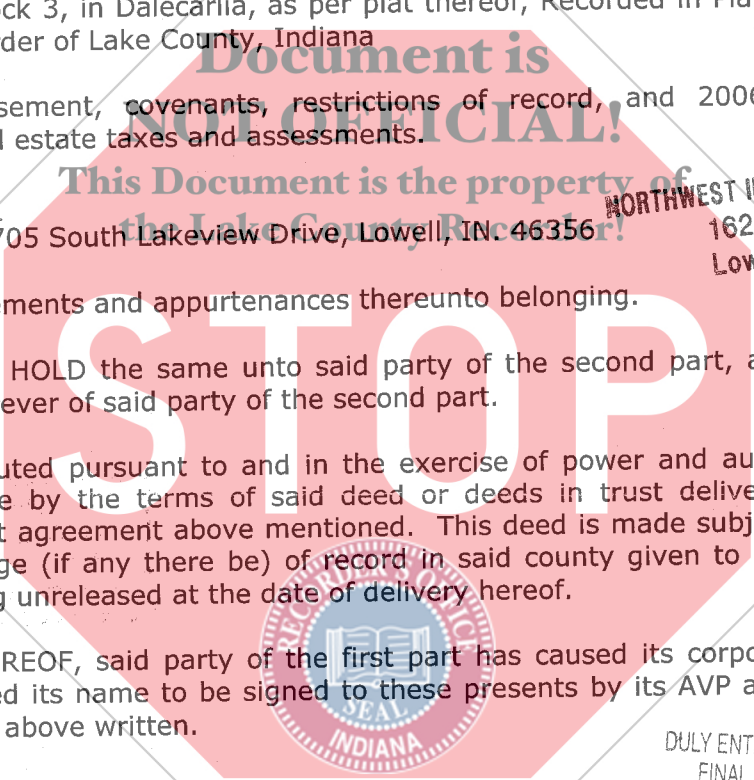 ck 3, in Dalecarlia, as per plat thereof, Recorded in Pla
rder of Lake County, Indiana
Document is
sement, covenants, restrictions of record, and 2006
NOT OFFICIAL!
l estate taxes and assessments.
This Document is the property of
NORTHWEST I
the Lake County Recorder!
705 South Lakeview Drive, Lowell, IN. 46356
162
Low
ements and appurtenances thereunto belonging.
STOP
HOLD the same unto said party of the second part, a
ever of said party of the second part.
uted pursuant to and in the exercise of power and au
e by the terms of said deed or deeds in trust delive
t agreement above mentioned. This deed is made subj
ge (if any there be) of record in said county given to
g unreleased at the date of delivery hereof.
RECORDER'S OFFICE
SEAL
INDIANA
REOF, said party of the first part has caused its corpo
ed its name to be signed to these presents by its AVP a
above written.
DULY ENT
FINAL